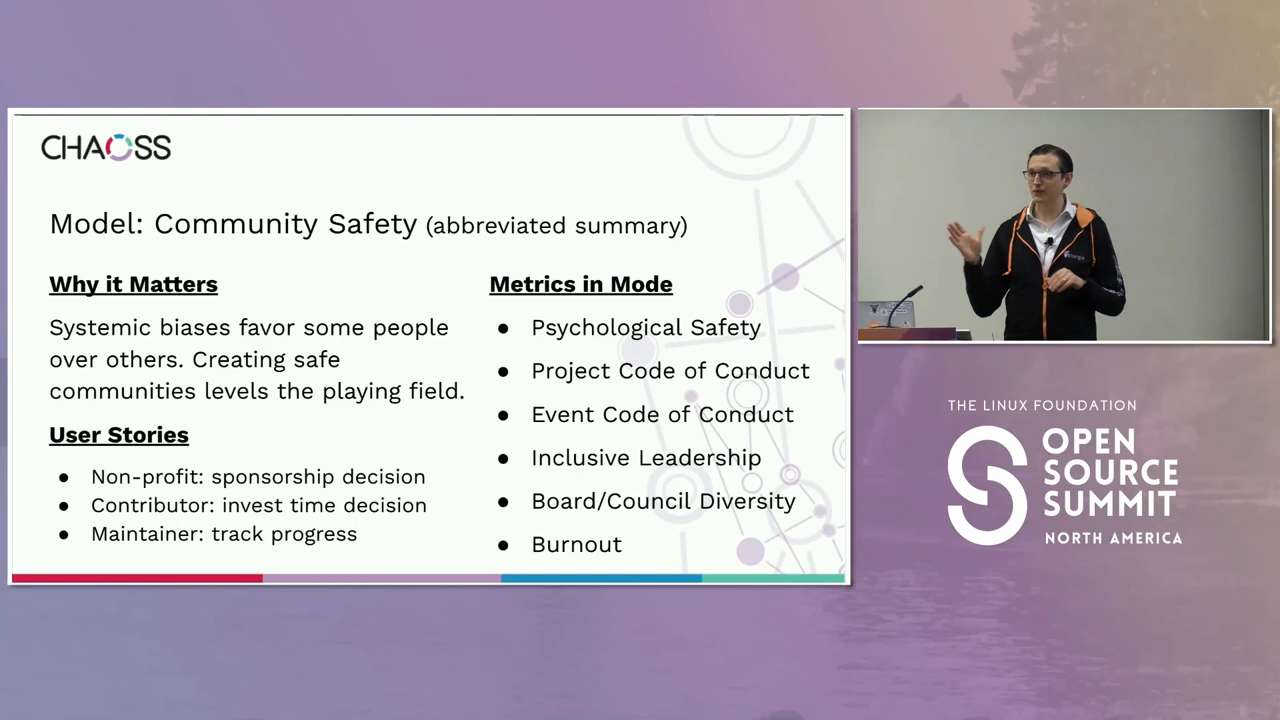 CHAOSS
Model: Community Safety (abbreviated summary)
Why it Matters
Systemic biases favor some people
over others. Creating safe
communities levels the playing field.
User Stories
● Non-profit: sponsorship decision
● Contributor: invest time decision
● Maintainer: track progress
Metrics in Mode
● Psychological Safety
● Project Code of Conduct
● Event Code of Conduct
● Inclusive Leadership
● Board/Council Diversity
● Burnout
THE LINUX FOUNDATION
OPEN
SOURCE
SUMMIT
NORTH AMERICA